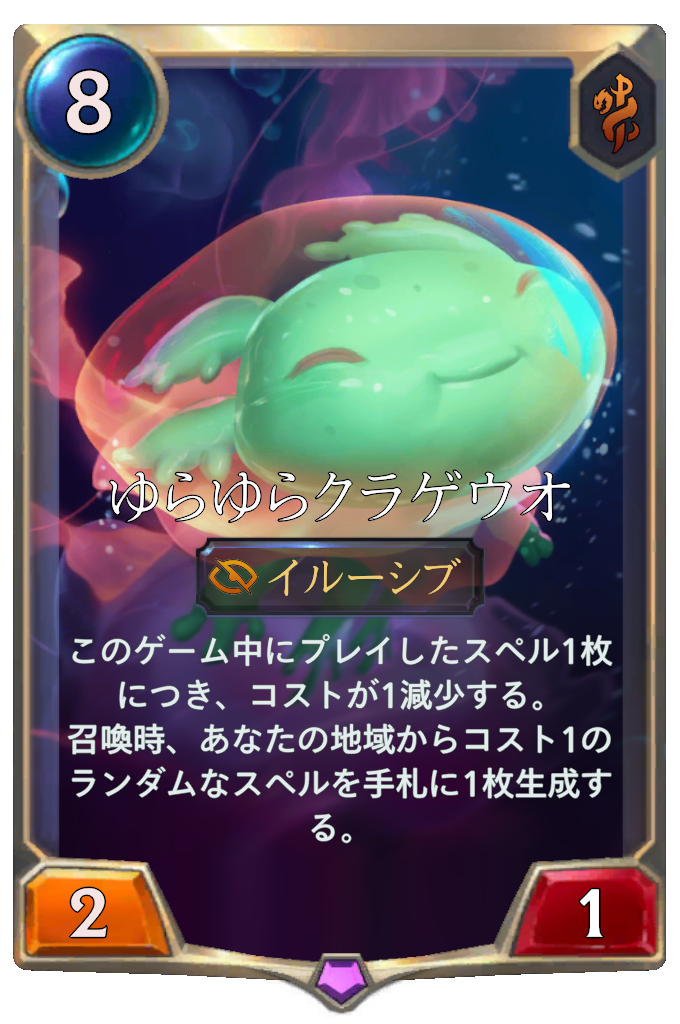 8
ゆらゆらクラゲウオ
イルーシブ
このゲーム中にプレイしたスペル1枚
につき、コストが1減少する。
召喚時、あなたの地域からコスト1の
ランダムなスペルを手札に1枚生成す
る。
2
1